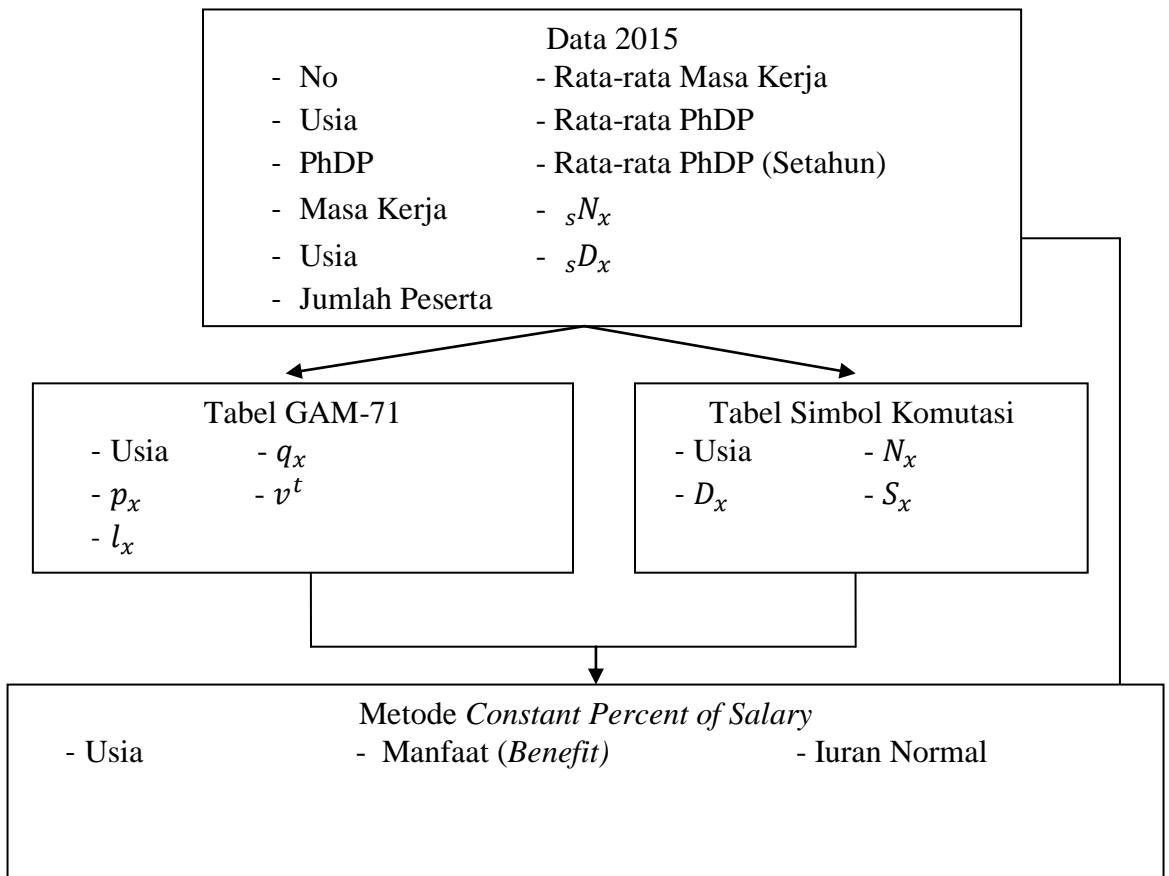 Data 2015
- No - Rata-rata Masa Kerja
- Usia - Rata-rata PhDP
- PhDP - Rata-rata PhDP (Setahun)
- Masa Kerja - ₛNₓ
- Usia - ₛDₓ
- Jumlah Peserta
Tabel GAM-71
- Usia - qₓ
- pₓ - vᵗ
- lₓ
Tabel Simbol Komutasi
- Usia - Nₓ
- Dₓ - Sₓ
Metode Constant Percent of Salary
- Usia - Manfaat (Benefit) - Iuran Normal